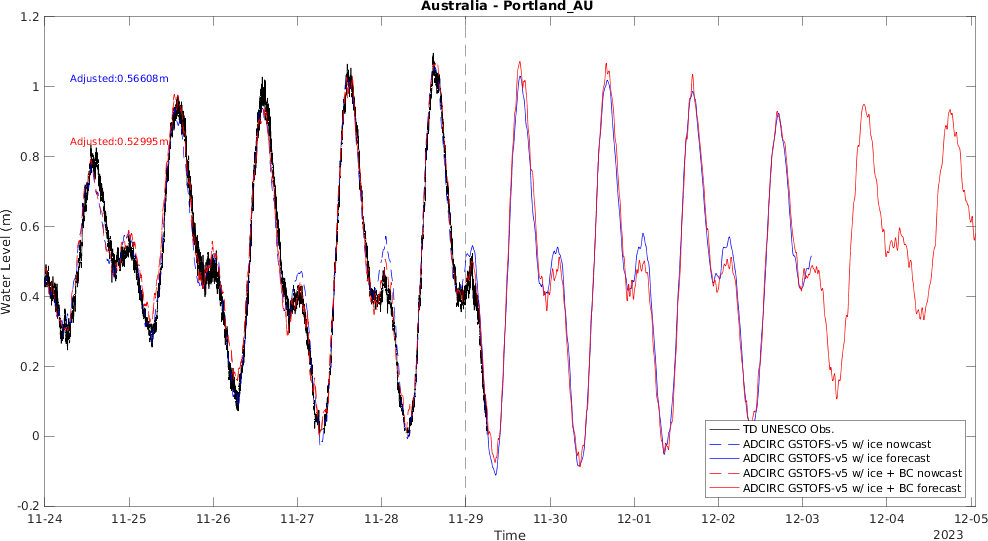 Australia - Portland_AU
Adjusted:0.56608m
Adjusted:0.52995m
Water Level (m)
1.2
1
0.8
0.6
0.4
0.2
0
-0.2
11-24 11-25 11-26 11-27 11-28 11-29 11-30 12-01 12-02 12-03 12-04 12-05
Time
2023
TD UNESCO Obs.
ADCIRC GSTOFS-v5 w/ ice nowcast
ADCIRC GSTOFS-v5 w/ ice forecast
ADCIRC GSTOFS-v5 w/ ice + BC nowcast
ADCIRC GSTOFS-v5 w/ ice + BC forecast